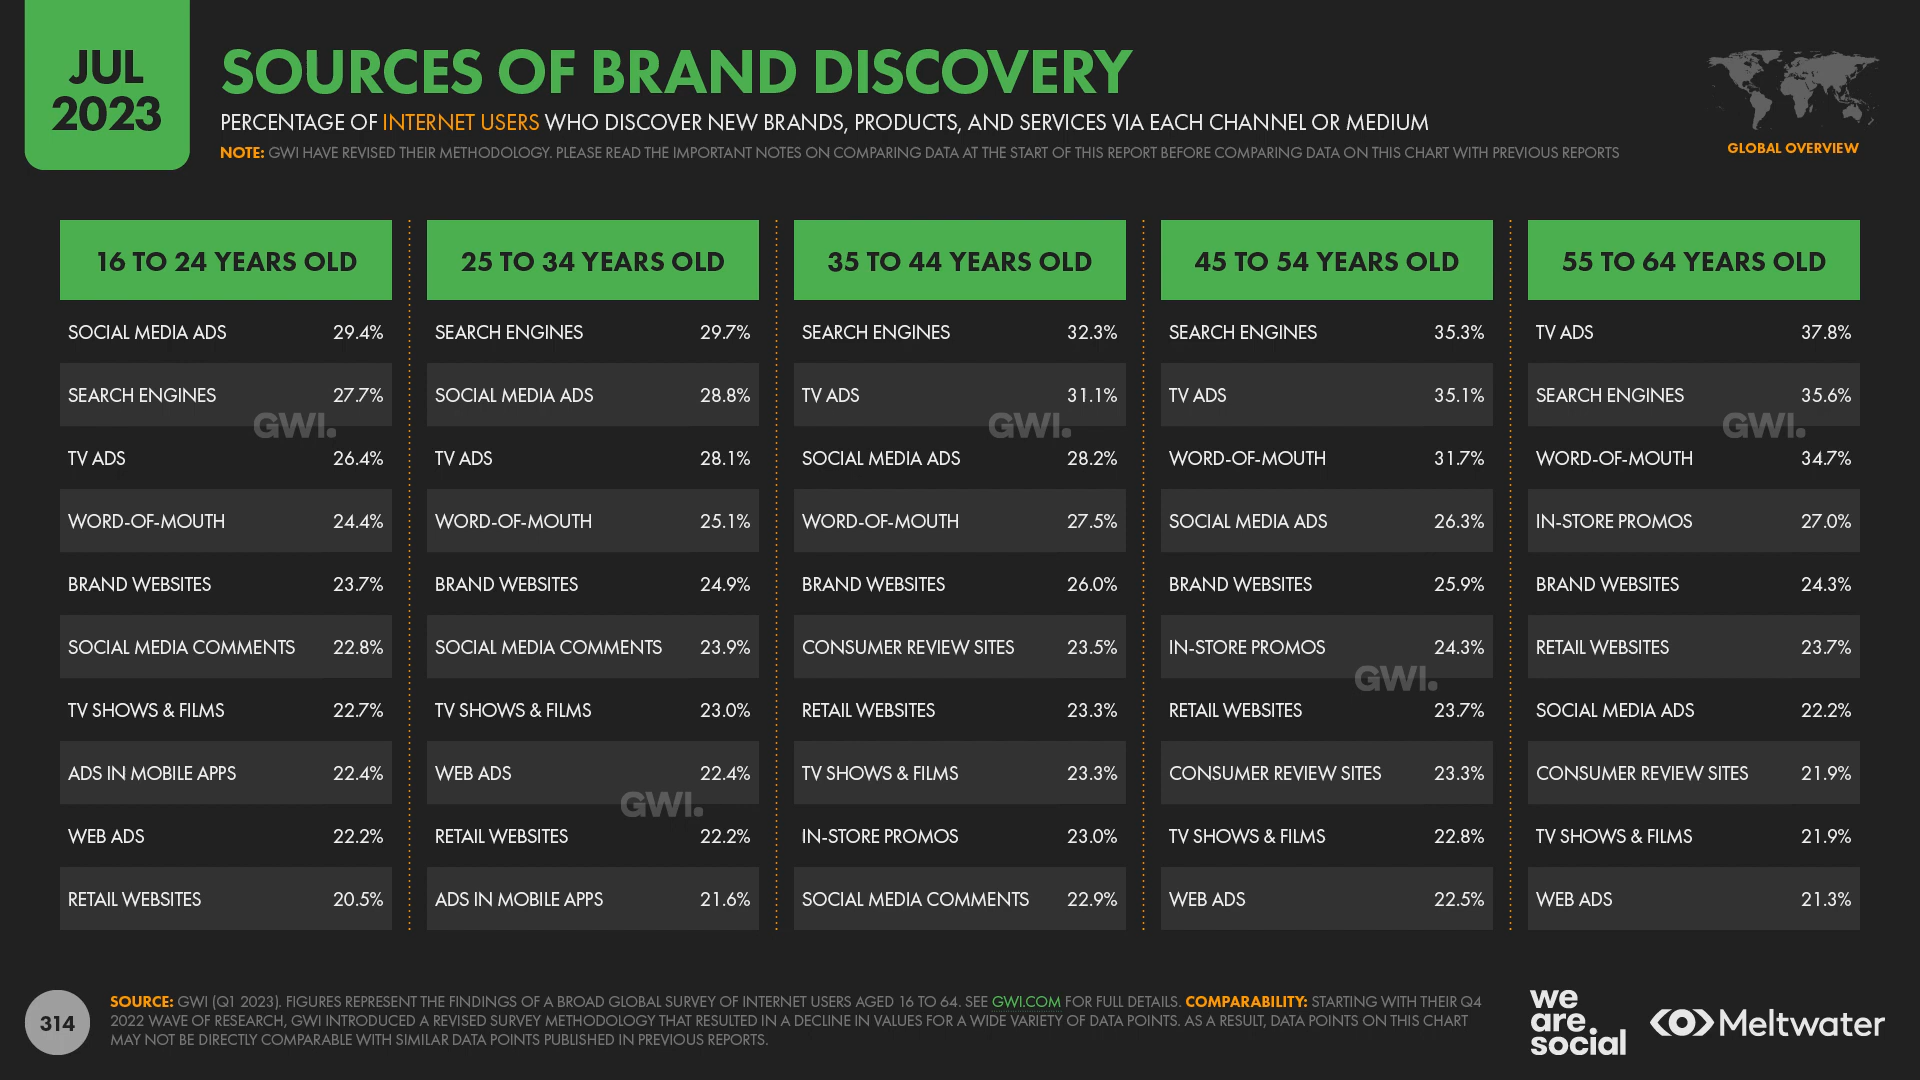 JUL
2023
SOURCES OF BRAND DISCOVERY
PERCENTAGE OF INTERNET USERS WHO DISCOVER NEW BRANDS, PRODUCTS, AND SERVICES VIA EACH CHANNEL OR MEDIUM
NOTE: GWI HAVE REVISED THEIR METHODOLOGY. PLEASE READ THE IMPORTANT NOTES ON COMPARING DATA AT THE START OF THIS REPORT BEFORE COMPARING DATA ON THIS CHART WITH PREVIOUS REPORTS
GLOBAL OVERVIEW
16 TO 24 YEARS OLD
SOCIAL MEDIA ADS 29.4%
SEARCH ENGINES 27.7%
GWI.
TV ADS 26.4%
WORD-OF-MOUTH 24.4%
BRAND WEBSITES 23.7%
SOCIAL MEDIA COMMENTS 22.8%
TV SHOWS & FILMS 22.7%
ADS IN MOBILE APPS 22.4%
WEB ADS 22.2%
RETAIL WEBSITES 20.5%
25 TO 34 YEARS OLD
SEARCH ENGINES 29.7%
SOCIAL MEDIA ADS 28.8%
TV ADS 28.1%
WORD-OF-MOUTH 25.1%
BRAND WEBSITES 24.9%
SOCIAL MEDIA COMMENTS 23.9%
TV SHOWS & FILMS 23.0%
WEB ADS 22.4%
GWI.
RETAIL WEBSITES 22.2%
ADS IN MOBILE APPS 21.6%
35 TO 44 YEARS OLD
SEARCH ENGINES 32.3%
TV ADS 31.1%
GWI.
SOCIAL MEDIA ADS 28.2%
WORD-OF-MOUTH 27.5%
BRAND WEBSITES 26.0%
CONSUMER REVIEW SITES 23.5%
RETAIL WEBSITES 23.3%
TV SHOWS & FILMS 23.3%
IN-STORE PROMOS 23.0%
SOCIAL MEDIA COMMENTS 22.9%
45 TO 54 YEARS OLD
SEARCH ENGINES 35.3%
TV ADS 35.1%
WORD-OF-MOUTH 31.7%
SOCIAL MEDIA ADS 26.3%
BRAND WEBSITES 25.9%
IN-STORE PROMOS 24.3%
GWI.
RETAIL WEBSITES 23.7%
CONSUMER REVIEW SITES 23.3%
TV SHOWS & FILMS 22.8%
WEB ADS 22.5%
55 TO 64 YEARS OLD
TV ADS 37.8%
SEARCH ENGINES 35.6%
GWI.
WORD-OF-MOUTH 34.7%
IN-STORE PROMOS 27.0%
BRAND WEBSITES 24.3%
RETAIL WEBSITES 23.7%
SOCIAL MEDIA ADS 22.2%
CONSUMER REVIEW SITES 21.9%
TV SHOWS & FILMS 21.9%
WEB ADS 21.3%
314
SOURCE: GWI (Q1 2023). FIGURES REPRESENT THE FINDINGS OF A BROAD GLOBAL SURVEY OF INTERNET USERS AGED 16 TO 64. SEE GWI.COM FOR FULL DETAILS. COMPARABILITY: STARTING WITH THEIR Q4
2022 WAVE OF RESEARCH, GWI INTRODUCED A REVISED SURVEY METHODOLOGY THAT RESULTED IN A DECLINE IN VALUES FOR A WIDE VARIETY OF DATA POINTS. AS A RESULT, DATA POINTS ON THIS CHART
MAY NOT BE DIRECTLY COMPARABLE WITH SIMILAR DATA POINTS PUBLISHED IN PREVIOUS REPORTS.
we
are.
social
Meltwater